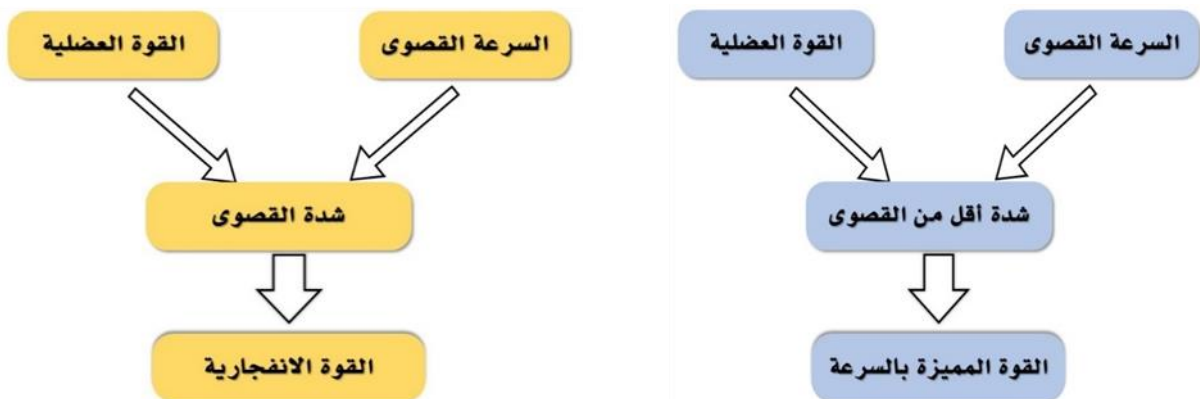 السرعة القصوى
القوة العضلية
شدة أقل من القصوى
القوة المميزة بالسرعة
السرعة القصوى
القوة العضلية
شدة القصوى
القوة الانفجارية